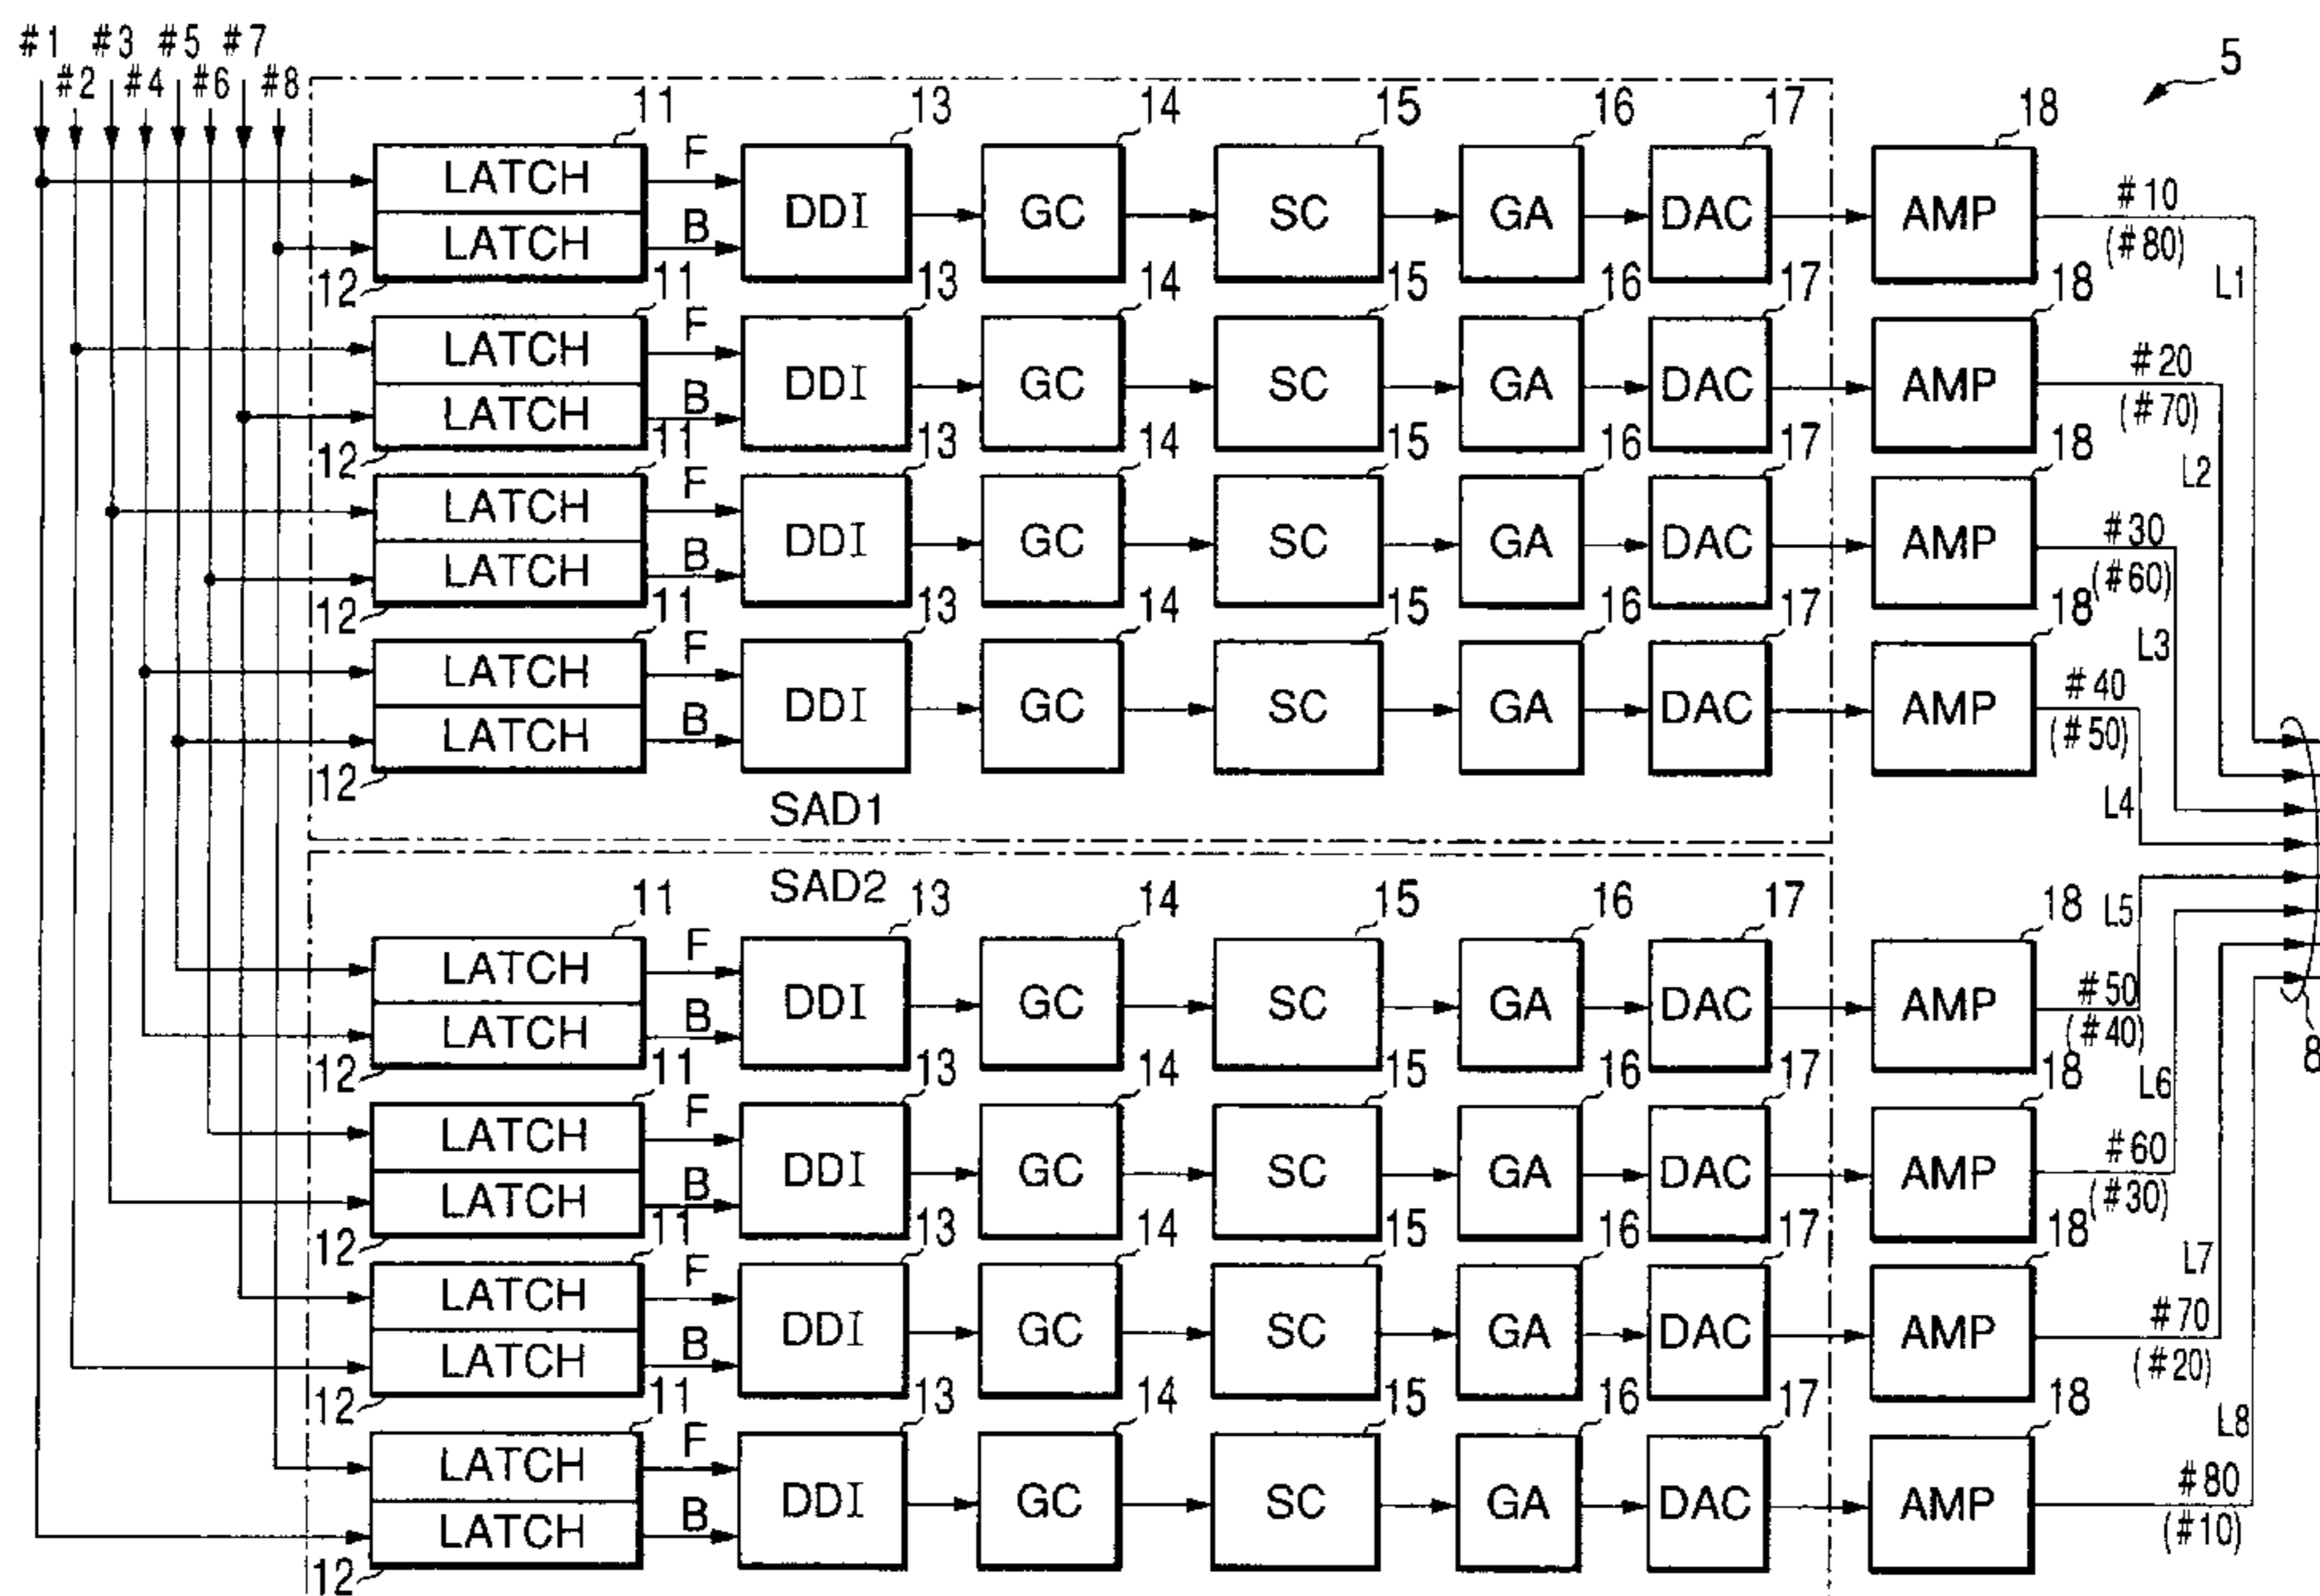 #1 #3 #5 #7
#2 #4 #6 #8
5
11 13 14 15 16 17 18
LATCH F DDI GC SC GA DAC AMP #10
LATCH B (#80)
12 L1
11 13 14 15 16 17 18
LATCH F DDI GC SC GA DAC AMP #20
LATCH B (#70)
12 L2
11 13 14 15 16 17 18
LATCH F DDI GC SC GA DAC AMP #30
LATCH B (#60)
12 L3
11 13 14 15 16 17 18
LATCH F DDI GC SC GA DAC AMP #40
LATCH B (#50)
12 L4
SAD1
SAD2
11 13 14 15 16 17 18 L5
LATCH F DDI GC SC GA DAC AMP #50
LATCH B (#40)
12 8
11 13 14 15 16 17 18 L6
LATCH F DDI GC SC GA DAC AMP #60
LATCH B (#30)
12
11 13 14 15 16 17 18 L7
LATCH F DDI GC SC GA DAC AMP #70
LATCH B (#20)
12
11 13 14 15 16 17 18 L8
LATCH F DDI GC SC GA DAC AMP #80
LATCH B (#10)
12